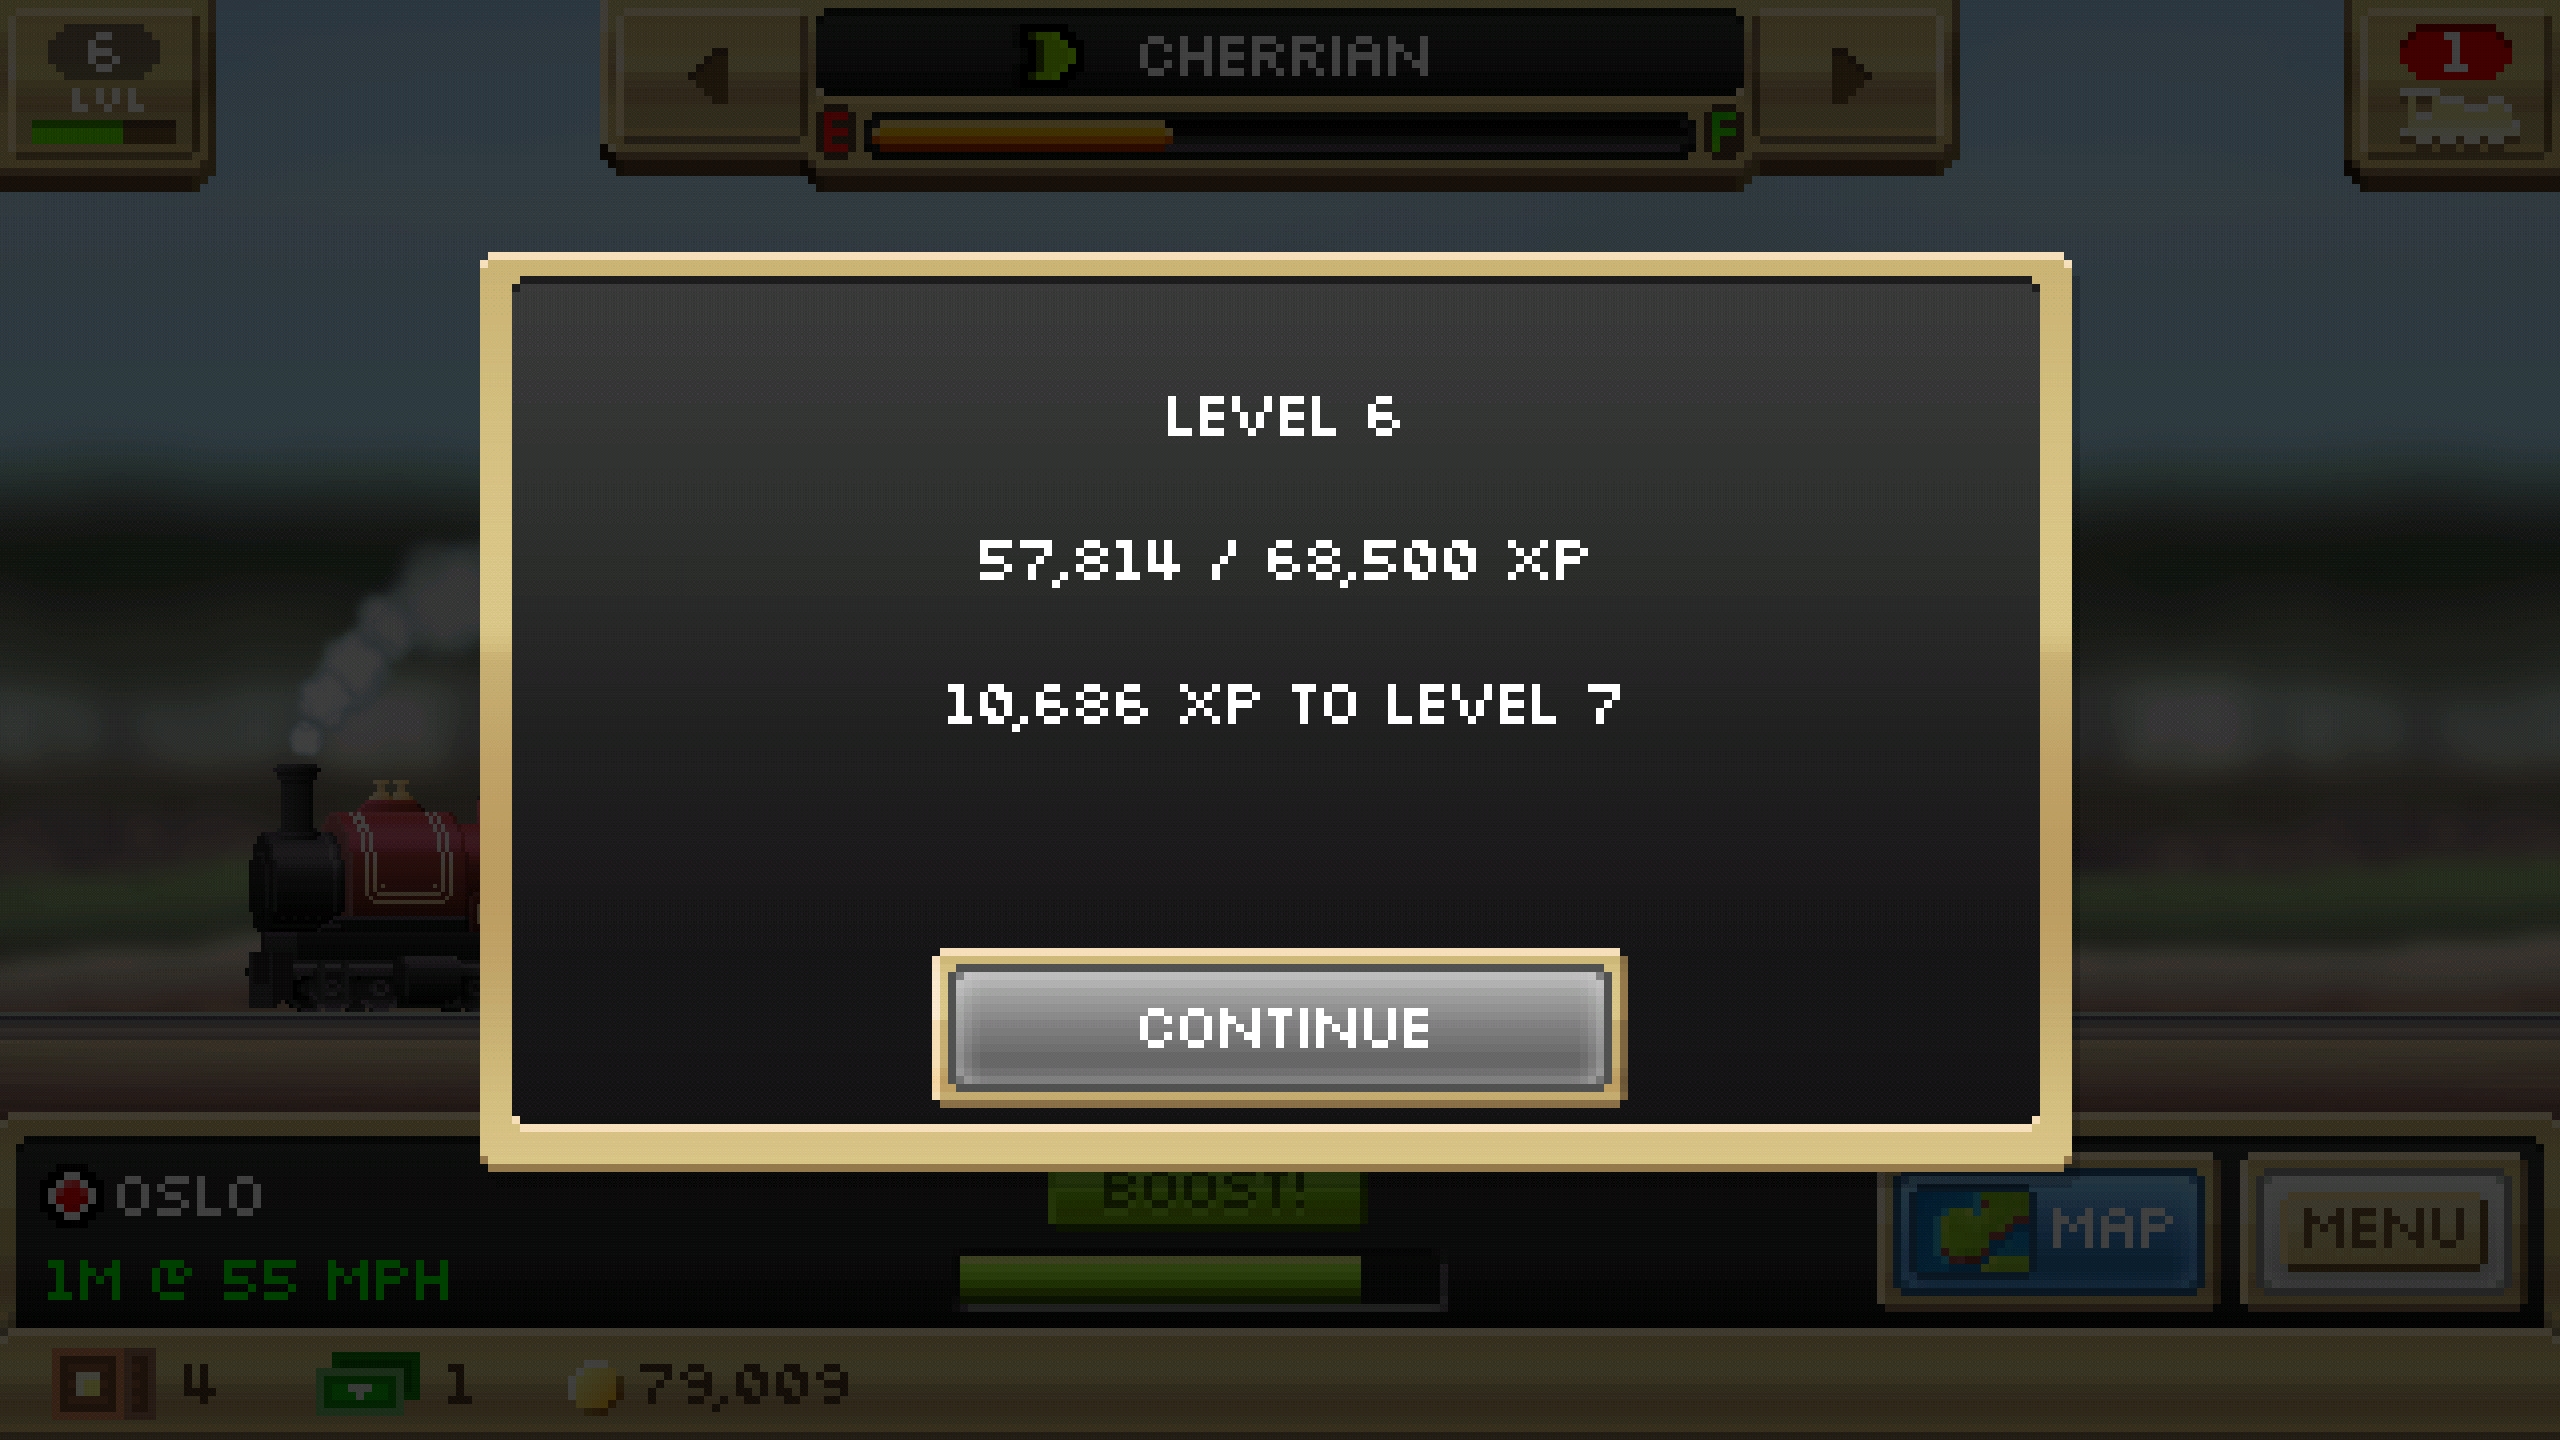 6
LVL
CHERRIAN
E
F
1
LEVEL 6
57,814 / 68,500 XP
10,686 XP TO LEVEL 7
CONTINUE
OSLO
1M @ 55 MPH
BOOST!
MAP
MENU
4
1
79,009